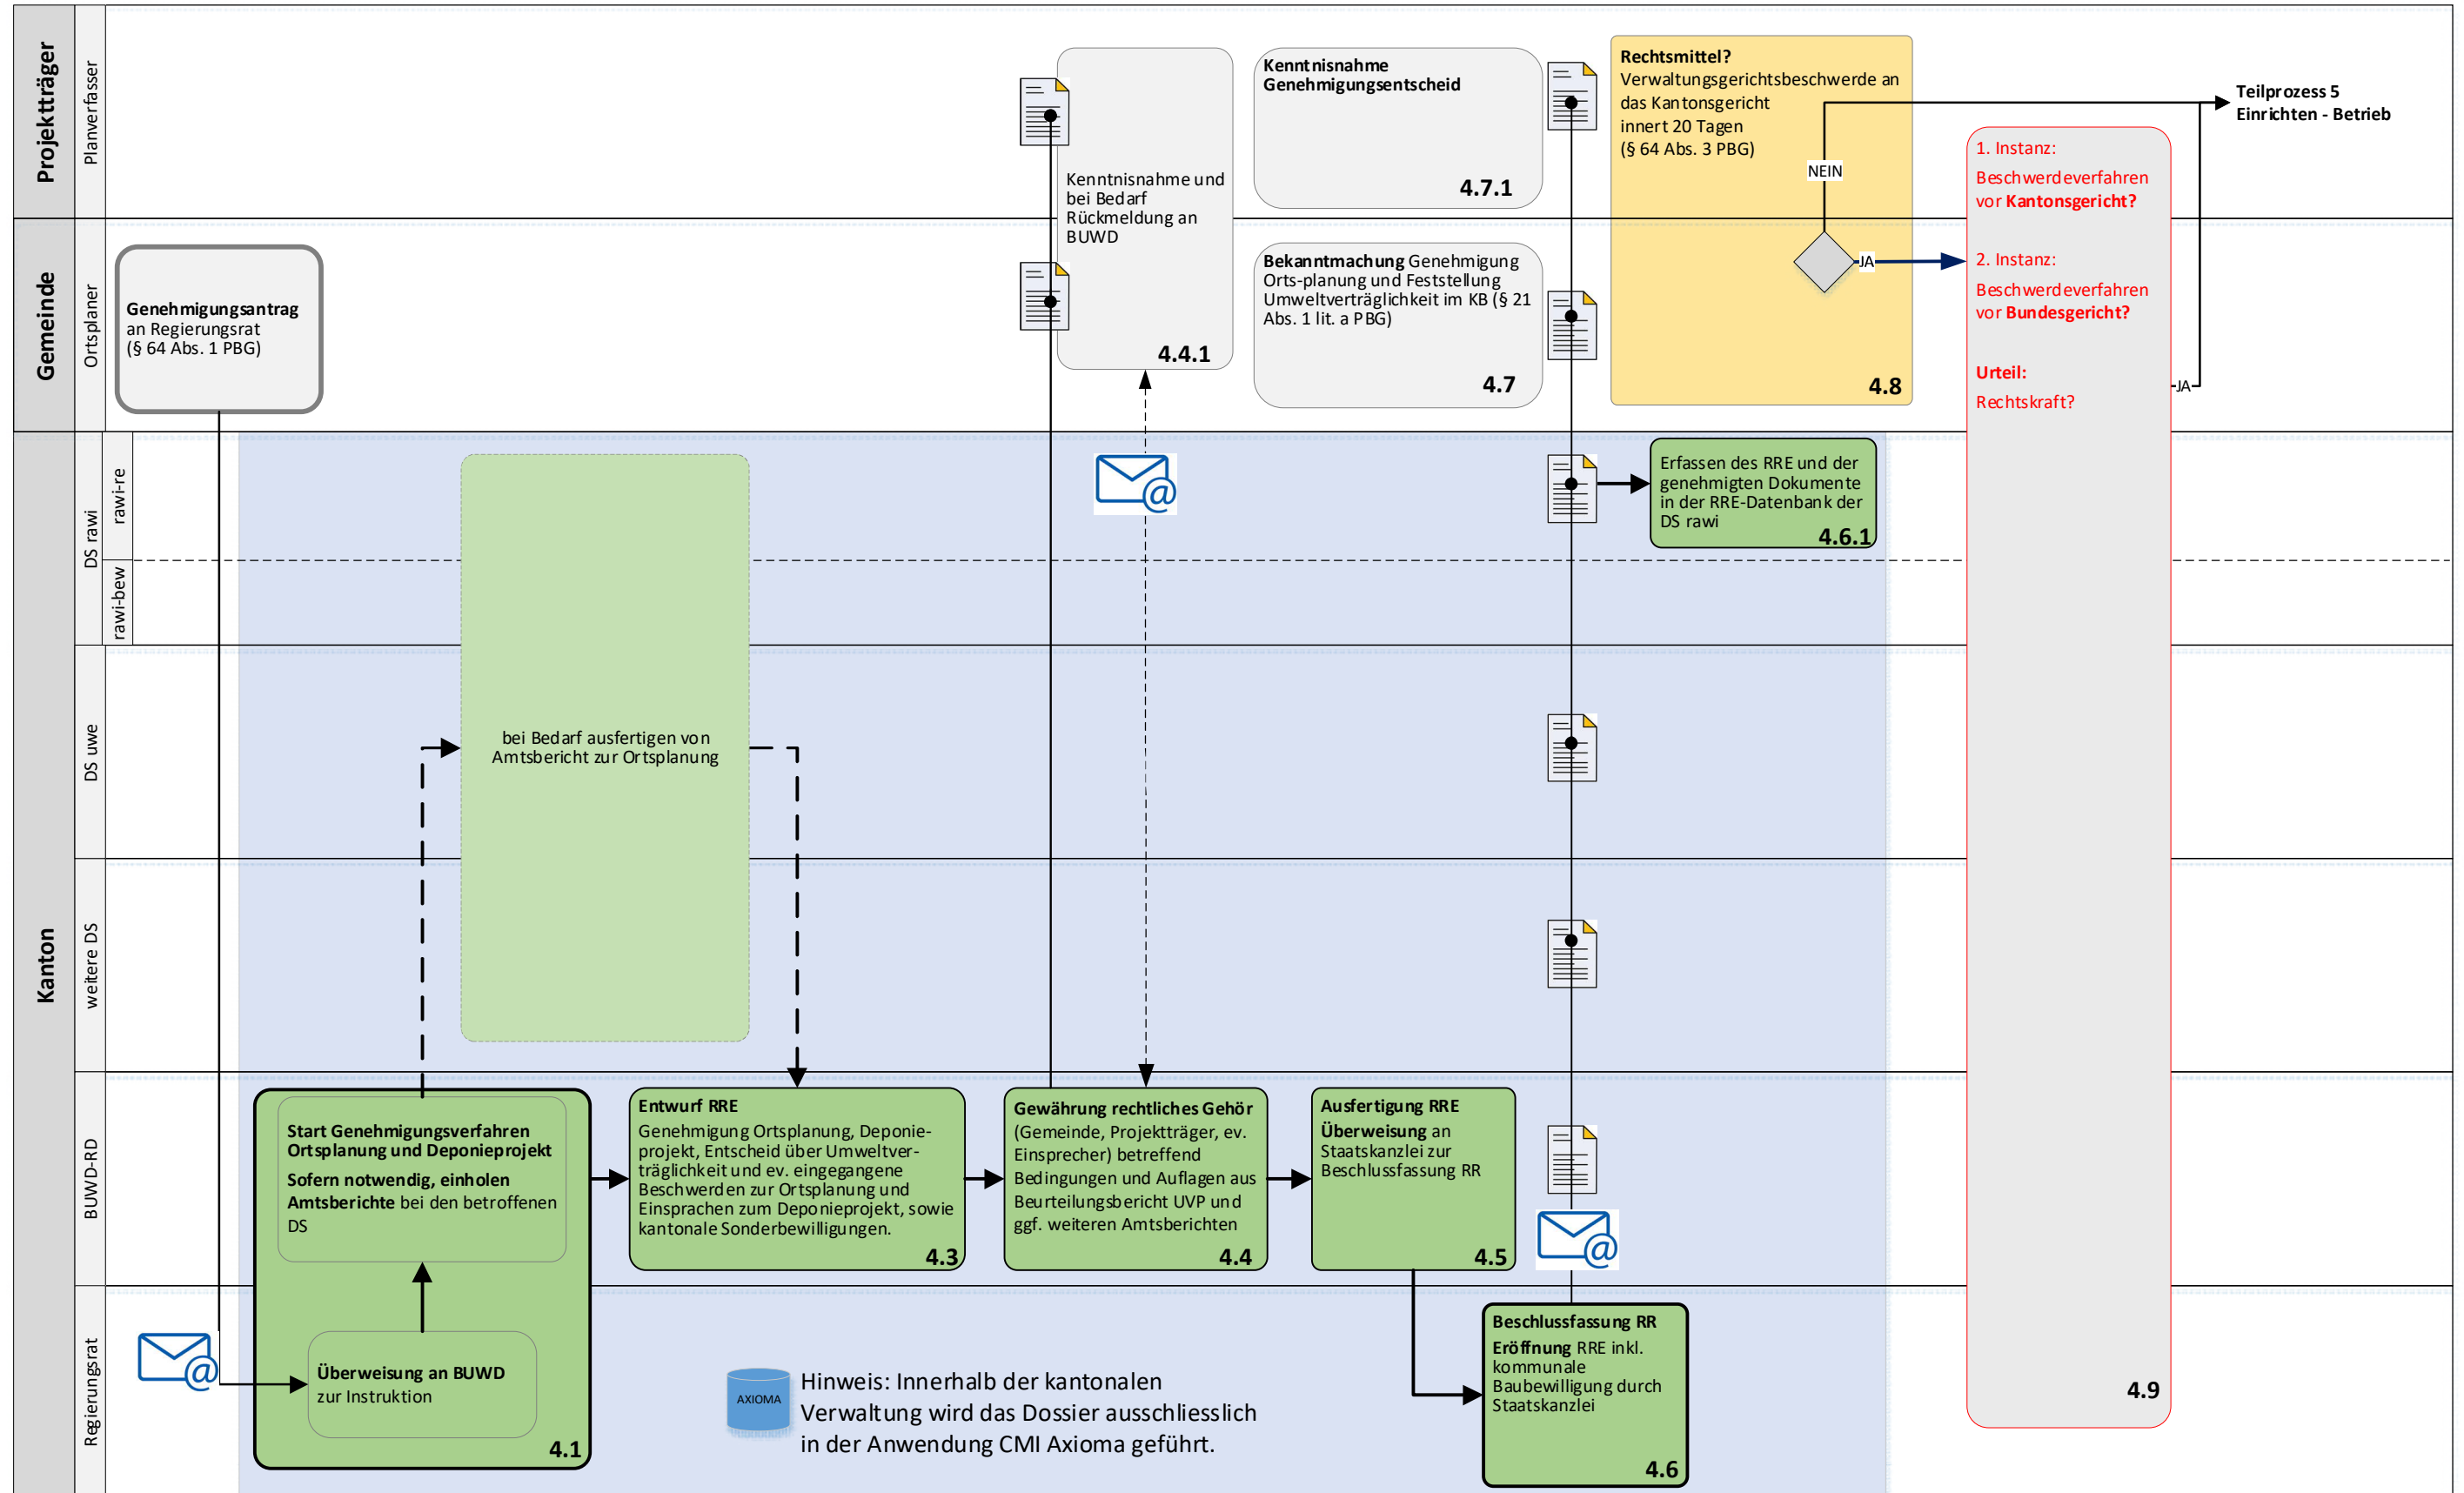 Projektträger
Planverfasser
Kenntnisnahme und
bei Bedarf
Rückmeldung an
BUWD
4.4.1
Kenntnisnahme
Genehmigungsentscheid
4.7.1
Rechtsmittel?
Verwaltungsgerichtsbeschwerde an
das Kantonsgericht
innert 20 Tagen
(§ 64 Abs. 3 PBG)
NEIN
JA
4.8
Teilprozess 5
Einrichten - Betrieb
1. Instanz:
Beschwerdeverfahren
vor Kantonsgericht?
2. Instanz:
Beschwerdeverfahren
vor Bundesgericht?
Urteil:
Rechtskraft?
JA
4.9
Gemeinde
Ortsplaner
Genehmigungsantrag
an Regierungsrat
(§ 64 Abs. 1 PBG)
Bekanntmachung Genehmigung
Orts-planung und Feststellung
Umweltverträglichkeit im KB (§ 21
Abs. 1 lit. a PBG)
4.7
Kanton
DS rawi
rawi-re
rawi-bew
Erfassen des RRE und der
genehmigten Dokumente
in der RRE-Datenbank der
DS rawi
4.6.1
DS uwe
bei Bedarf ausfertigen von
Amtsbericht zur Ortsplanung
weitere DS
BUWD-RD
Start Genehmigungsverfahren
Ortsplanung und Deponieprojekt
Sofern notwendig, einholen
Amtsberichte bei den betroffenen
DS
Entwurf RRE
Genehmigung Ortsplanung, Deponie-
projekt, Entscheid über Umweltver-
träglichkeit und ev. eingegangene
Beschwerden zur Ortsplanung und
Einsprachen zum Deponieprojekt, sowie
kantonale Sonderbewilligungen.
4.3
Gewährung rechtliches Gehör
(Gemeinde, Projektträger, ev.
Einsprecher) betreffend
Bedingungen und Auflagen aus
Beurteilungsbericht UVP und
ggf. weiteren Amtsberichten
4.4
Ausfertigung RRE
Überweisung an
Staatskanzlei zur
Beschlussfassung RR
4.5
Regierungsrat
@
Überweisung an BUWD
zur Instruktion
4.1
AXIOMA
Hinweis: Innerhalb der kantonalen
Verwaltung wird das Dossier ausschliesslich
in der Anwendung CMI Axioma geführt.
Beschlussfassung RR
Eröffnung RRE inkl.
kommunale
Baubewilligung durch
Staatskanzlei
4.6
@
@